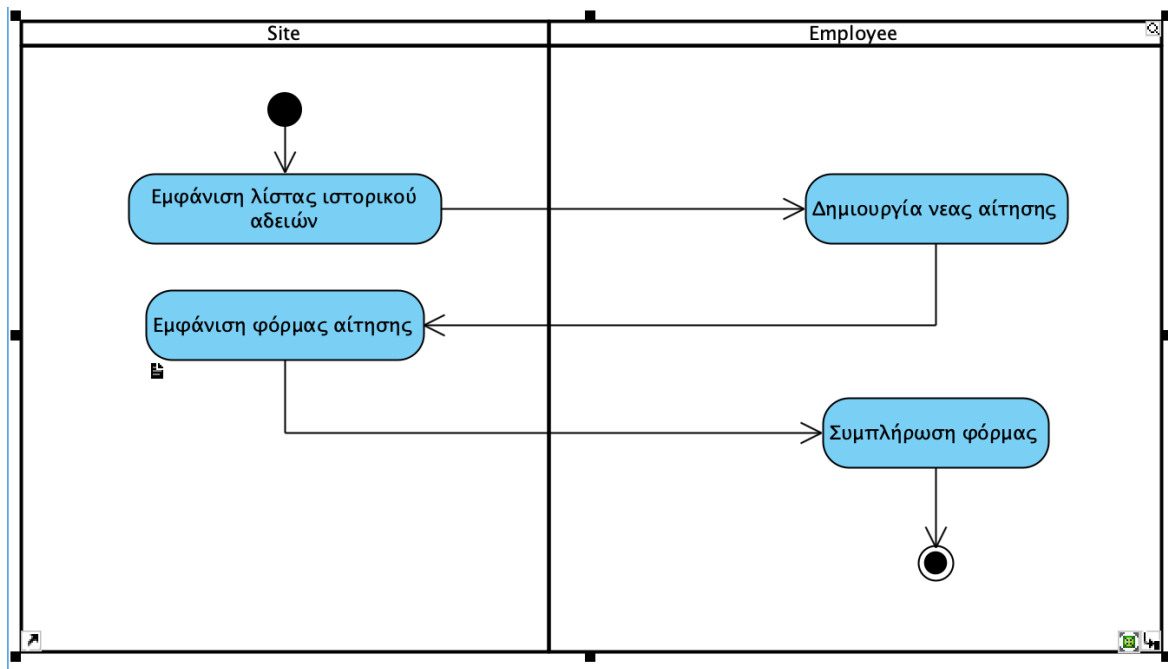 Site
Employee
Εμφάνιση λίστας ιστορικού
αδειών
Δημιουργία νεας αίτησης
Εμφάνιση φόρμας αίτησης
Συμπλήρωση φόρμας